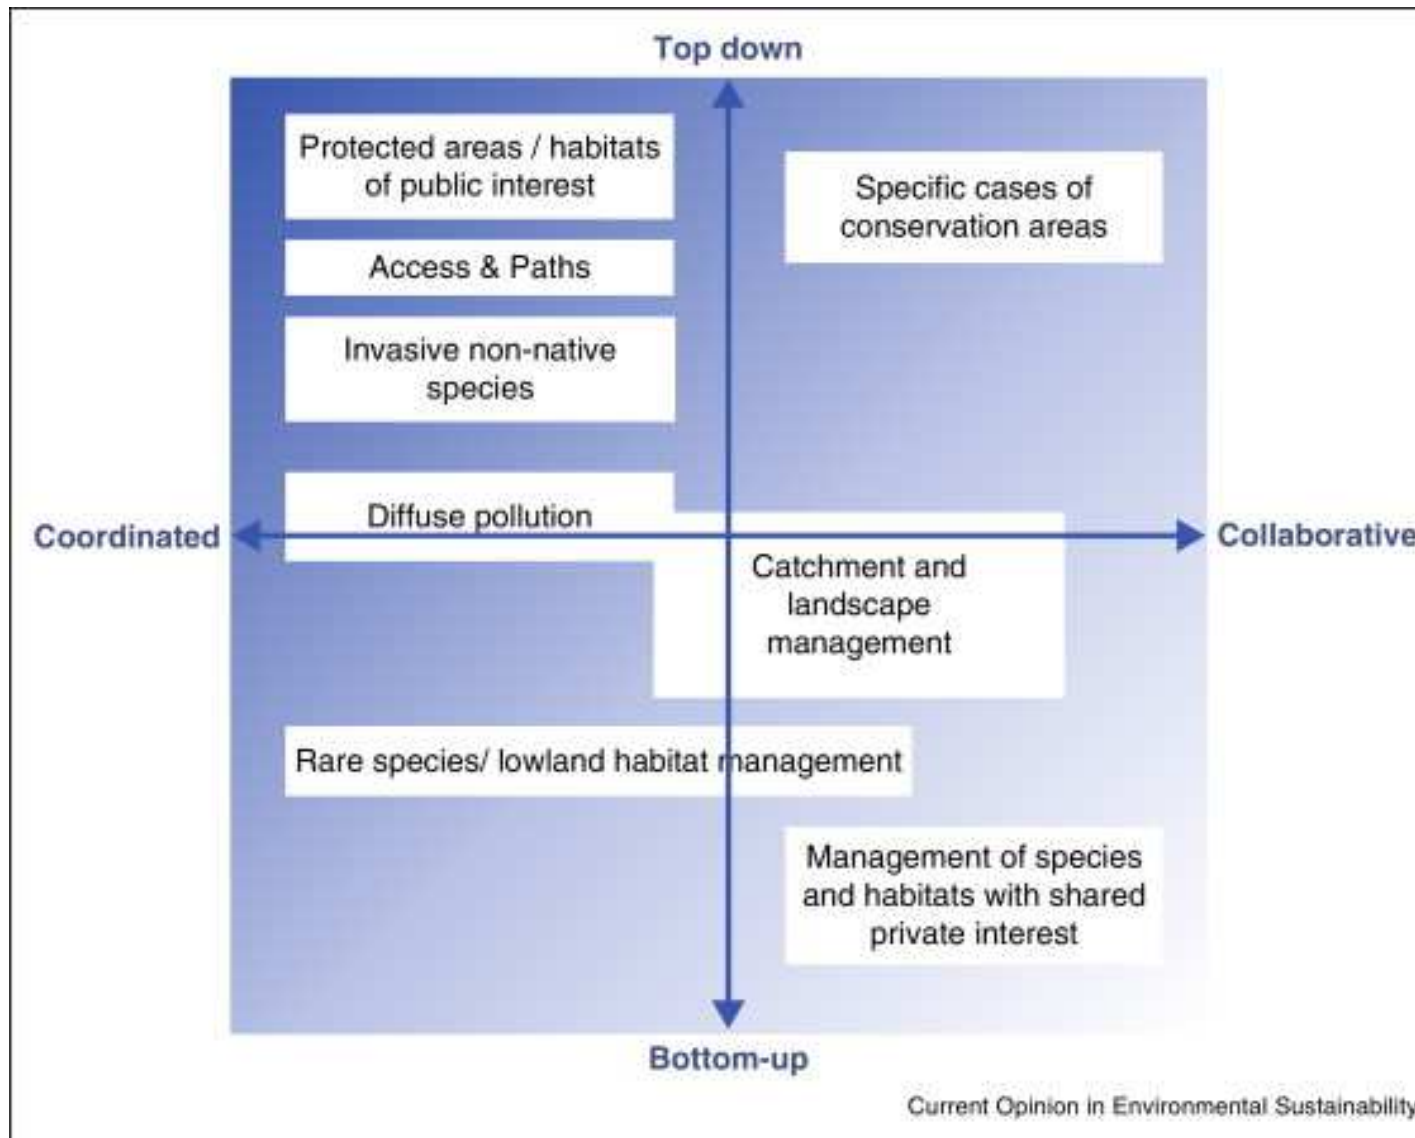 Top down
Protected areas / habitats
of public interest
Specific cases of
conservation areas
Access & Paths
Invasive non-native
species
Diffuse pollution
Coordinated
Collaborative
Catchment and
landscape
management
Rare species/ lowland habitat management
Management of species
and habitats with shared
private interest
Bottom-up
Current Opinion in Environmental Sustainability